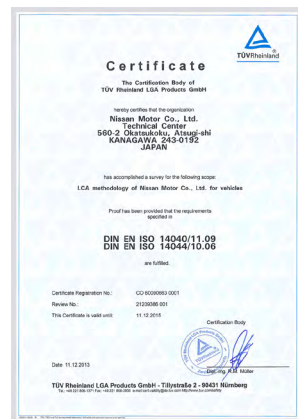 TÜVRheinland
Certificate
The Certification Body of
TÜV Rheinland LGA Products GmbH
hereby certifies that the organization
Nissan Motor Co., Ltd.
Technical Center
560-2 Okatsukoku, Atsugi-shi
KANAGAWA 243-0192
JAPAN
has accomplished a survey for the following scope:
LCA methodology of Nissan Motor Co., Ltd. for vehicles
Proof has been provided that the requirements
specified in
DIN EN ISO 14040/11.09
DIN EN ISO 14044/10.06
are fulfilled.
Certificate Registration No.: CO 60090663 0001
Review No.: 21209388 001
This Certificate is valid until: 11.12.2015
Certification Body
Date 11.12.2013
Dipl.-Ing. R.M. Müller
TÜV Rheinland LGA Products GmbH - Tillystraße 2 - 90431 Nürnberg